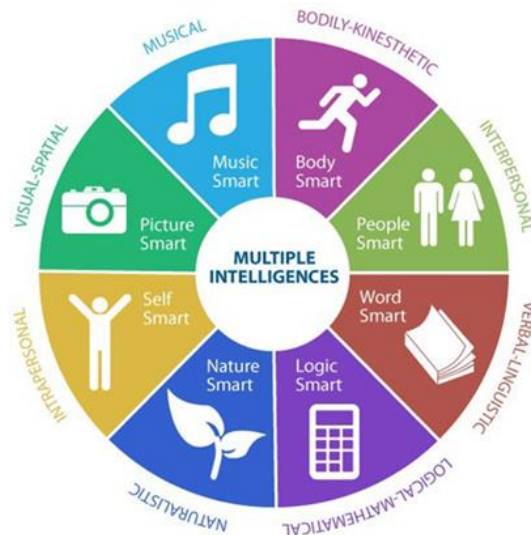 MUSICAL
BODILY-KINESTHETIC
VISUAL-SPATIAL
INTERPERSONAL
Music
Smart
Body
Smart
Picture
Smart
People
Smart
MULTIPLE
INTELLIGENCES
Self
Smart
Word
Smart
Nature
Smart
Logic
Smart
INTRAPERSONAL
VERBAL-LINGUISTIC
NATURALISTIC
LOGICAL-MATHEMATICAL